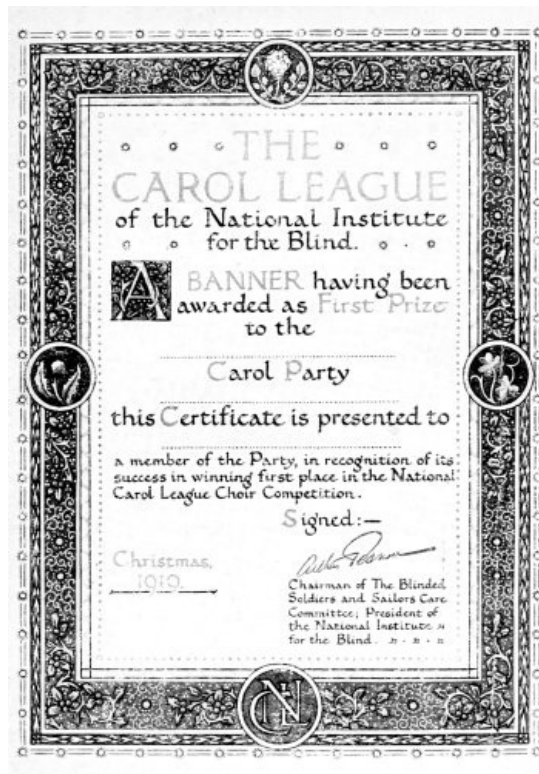 THE
CAROL LEAGUE
of the National Institute
for the Blind.
A BANNER having been
awarded as First Prize
to the
Carol Party
this Certificate is presented to
a member of the Party, in recognition of its
success in winning first place in the National
Carol League Choir Competition.
Signed:—
Christmas,
1919.
Arthur Pearson
Chairman of The Blinded
Soldiers and Sailors Care
Committee; President of
the National Institute
for the Blind.
NCL